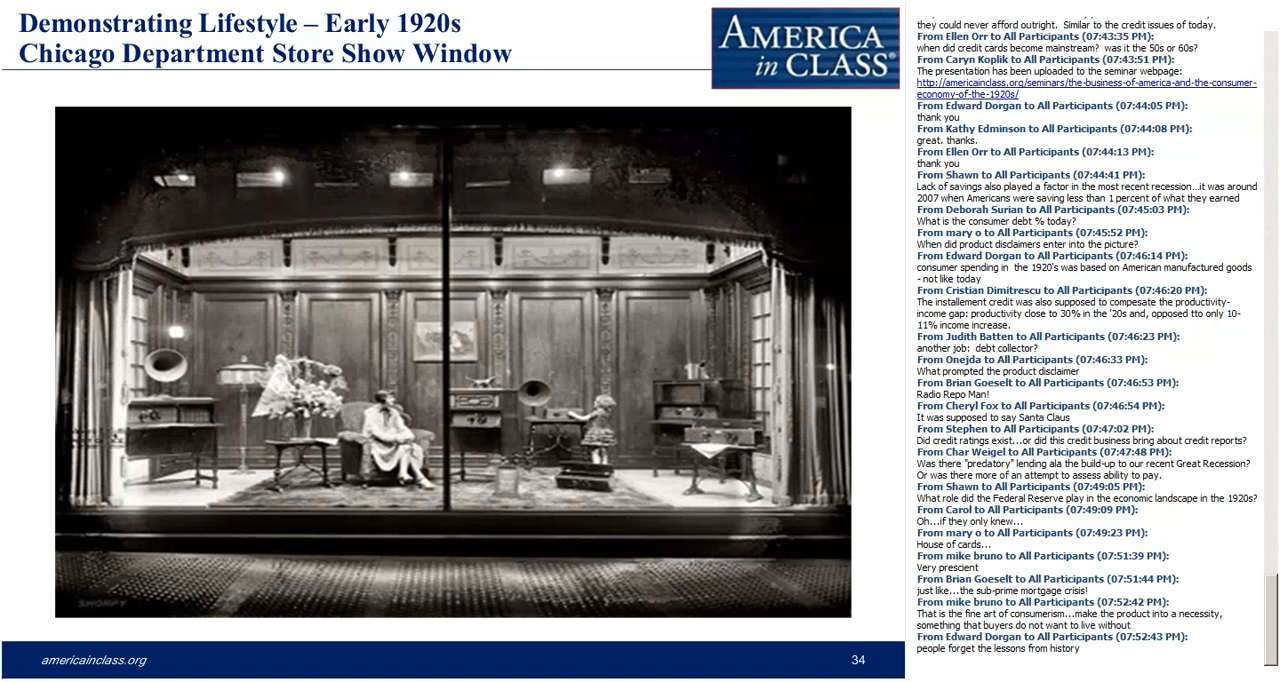 Demonstrating Lifestyle – Early 1920s
Chicago Department Store Show Window
AMERICA
in CLASS®
SHORPY
americainclass.org
34
they could never afford outright. Similar to the credit issues of today.
From Ellen Orr to All Participants (07:43:35 PM):
when did credit cards become mainstream? was it the 50s or 60s?
From Caryn Koplik to All Participants (07:43:51 PM):
The presentation has been uploaded to the seminar webpage:
http://americainclass.org/seminars/the-business-of-america-and-the-consumer-
economy-of-the-1920s/
From Edward Dorgan to All Participants (07:44:05 PM):
thank you
From Kathy Edminson to All Participants (07:44:08 PM):
great. thanks.
From Ellen Orr to All Participants (07:44:13 PM):
thank you
From Shawn to All Participants (07:44:41 PM):
Lack of savings also played a factor in the most recent recession...it was around
2007 when Americans were saving less than 1 percent of what they earned
From Deborah Surian to All Participants (07:45:03 PM):
What is the consumer debt % today?
From mary o to All Participants (07:45:52 PM):
When did product disclaimers enter into the picture?
From Edward Dorgan to All Participants (07:46:14 PM):
consumer spending in the 1920's was based on American manufactured goods
- not like today
From Cristian Dimitrescu to All Participants (07:46:20 PM):
The installement credit was also supposed to compesate the productivity-
income gap: productivity close to 30% in the '20s and, opposed tto only 10-
11% income increase.
From Judith Batten to All Participants (07:46:23 PM):
another job: debt collector?
From Onejda to All Participants (07:46:33 PM):
What prompted the product disclaimer
From Brian Goeselt to All Participants (07:46:53 PM):
Radio Repo Man!
From Cheryl Fox to All Participants (07:46:54 PM):
It was supposed to say Santa Claus
From Stephen to All Participants (07:47:02 PM):
Did credit ratings exist...or did this credit business bring about credit reports?
From Char Weigel to All Participants (07:47:48 PM):
Was there "predatory" lending ala the build-up to our recent Great Recession?
Or was there more of an attempt to assess ability to pay.
From Shawn to All Participants (07:49:05 PM):
What role did the Federal Reserve play in the economic landscape in the 1920s?
From Carol to All Participants (07:49:09 PM):
Oh...if they only knew...
From mary o to All Participants (07:49:23 PM):
House of cards...
From mike bruno to All Participants (07:51:39 PM):
Very prescient
From Brian Goeselt to All Participants (07:51:44 PM):
just like...the sub-prime mortgage crisis!
From mike bruno to All Participants (07:52:42 PM):
That is the fine art of consumerism...make the product into a necessity,
something that buyers do not want to live without
From Edward Dorgan to All Participants (07:52:43 PM):
people forget the lessons from history